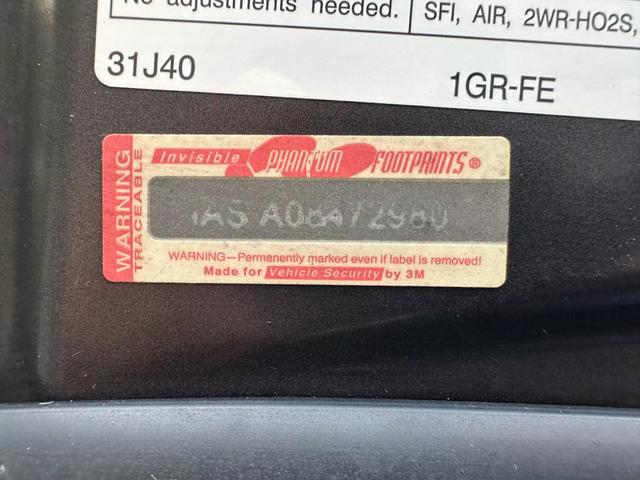 No adjustments needed.
SFI, AIR, 2WR-HO2S,
31J40
1GR-FE
WARNING
TRACEABLE
Invisible PHANTOM FOOTPRINTS®
WARNING—Permanently marked even if label is removed!
Made for Vehicle Security by 3M